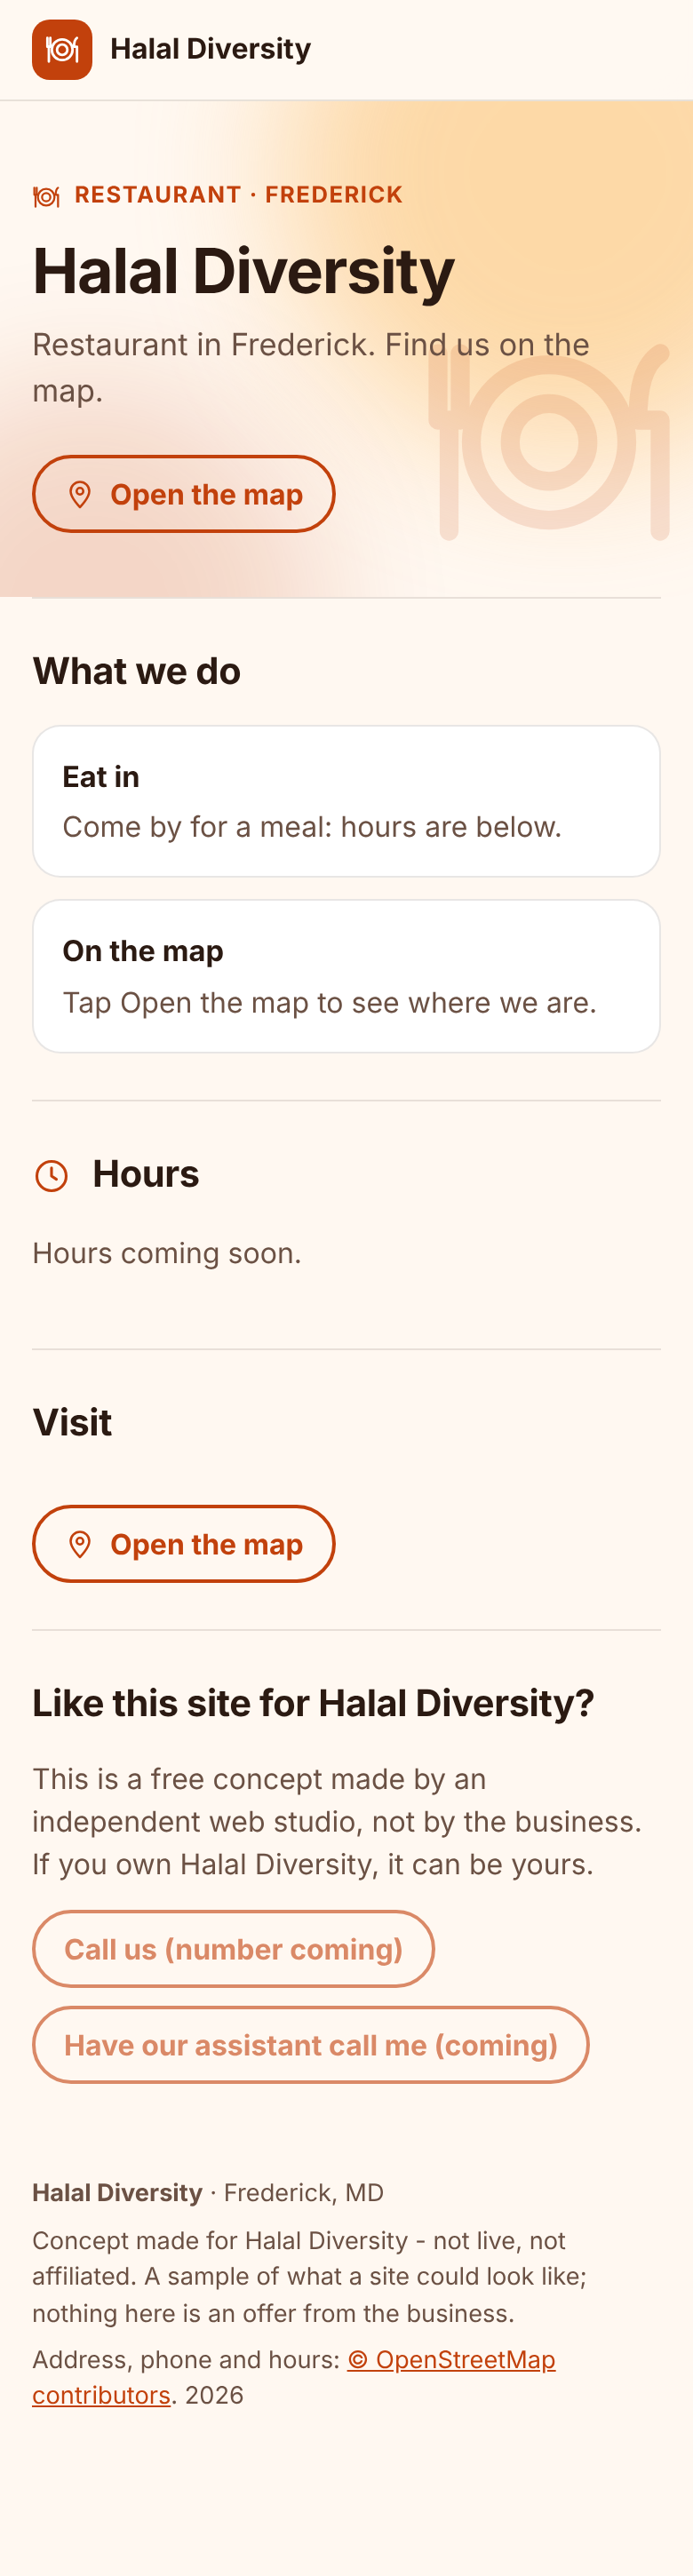 Halal Diversity
RESTAURANT · FREDERICK
Halal Diversity
Restaurant in Frederick. Find us on the
map.
Open the map
What we do
Eat in
Come by for a meal: hours are below.
On the map
Tap Open the map to see where we are.
Hours
Hours coming soon.
Visit
Open the map
Like this site for Halal Diversity?
This is a free concept made by an
independent web studio, not by the business.
If you own Halal Diversity, it can be yours.
Call us (number coming)
Have our assistant call me (coming)
Halal Diversity · Frederick, MD
Concept made for Halal Diversity - not live, not
affiliated. A sample of what a site could look like;
nothing here is an offer from the business.
Address, phone and hours: © OpenStreetMap
contributors. 2026